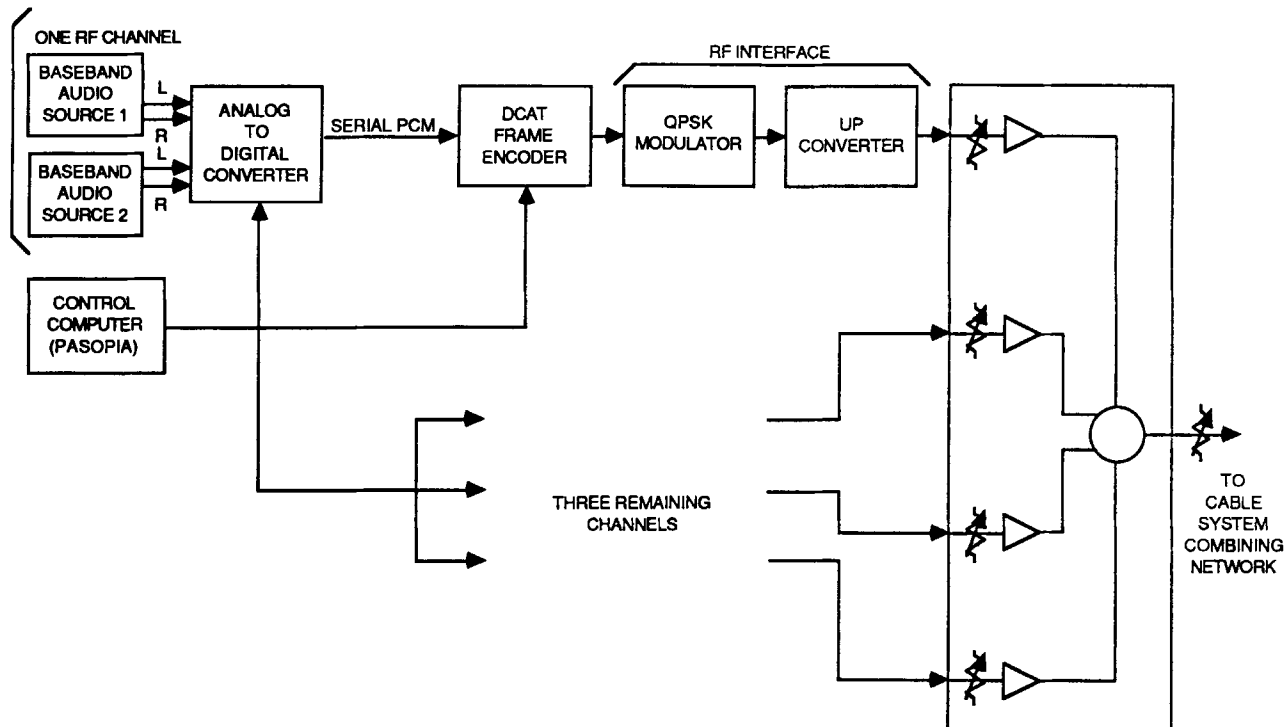 ONE RF CHANNEL
BASEBAND
AUDIO
SOURCE 1
L
R
BASEBAND
AUDIO
SOURCE 2
L
R
ANALOG
TO
DIGITAL
CONVERTER
SERIAL PCM
DCAT
FRAME
ENCODER
RF INTERFACE
QPSK
MODULATOR
UP
CONVERTER
CONTROL
COMPUTER
(PASOPIA)
THREE REMAINING
CHANNELS
TO
CABLE
SYSTEM
COMBINING
NETWORK